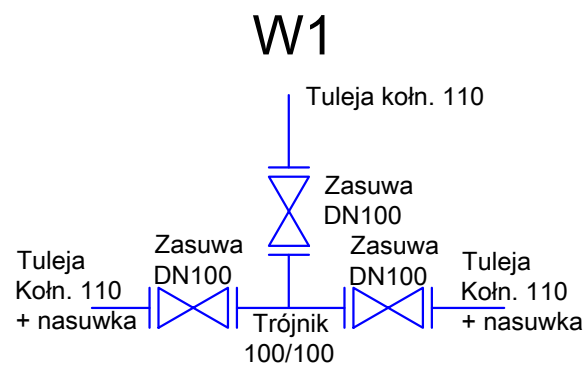 W1
Tuleja kołn. 110
Zasuwa
DN100
Tuleja
Kołn. 110
+ nasuwka
Zasuwa
DN100
Trójnik
100/100
Zasuwa
DN100
Tuleja
Kołn. 110
+ nasuwka